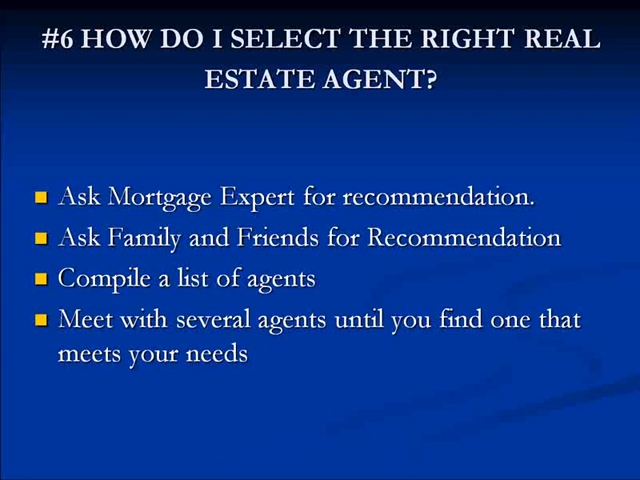 #6 HOW DO I SELECT THE RIGHT REAL
ESTATE AGENT?
Ask Mortgage Expert for recommendation.
Ask Family and Friends for Recommendation
Compile a list of agents
Meet with several agents until you find one that
meets your needs